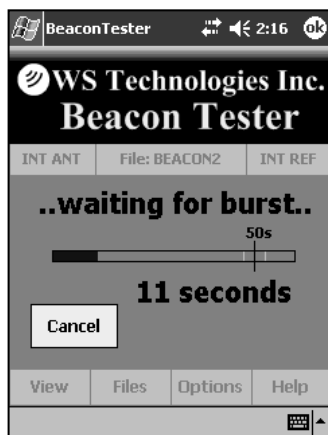 BeaconTester 2:16 ok
WS Technologies Inc.
Beacon Tester
INT ANT File: BEACON2 INT REF
..waiting for burst..
50s
11 seconds
Cancel
View Files Options Help